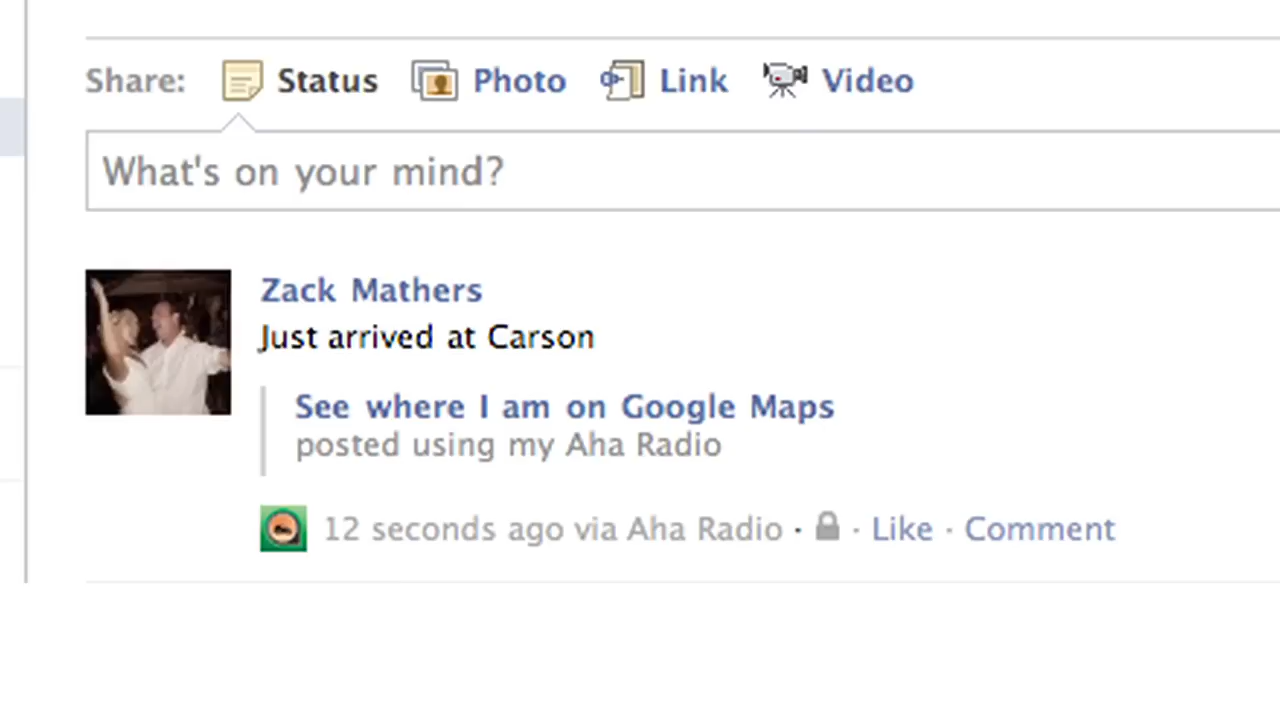 Share: Status Photo Link Video
What's on your mind?
Zack Mathers
Just arrived at Carson
See where I am on Google Maps
posted using my Aha Radio
12 seconds ago via Aha Radio · · Like · Comment